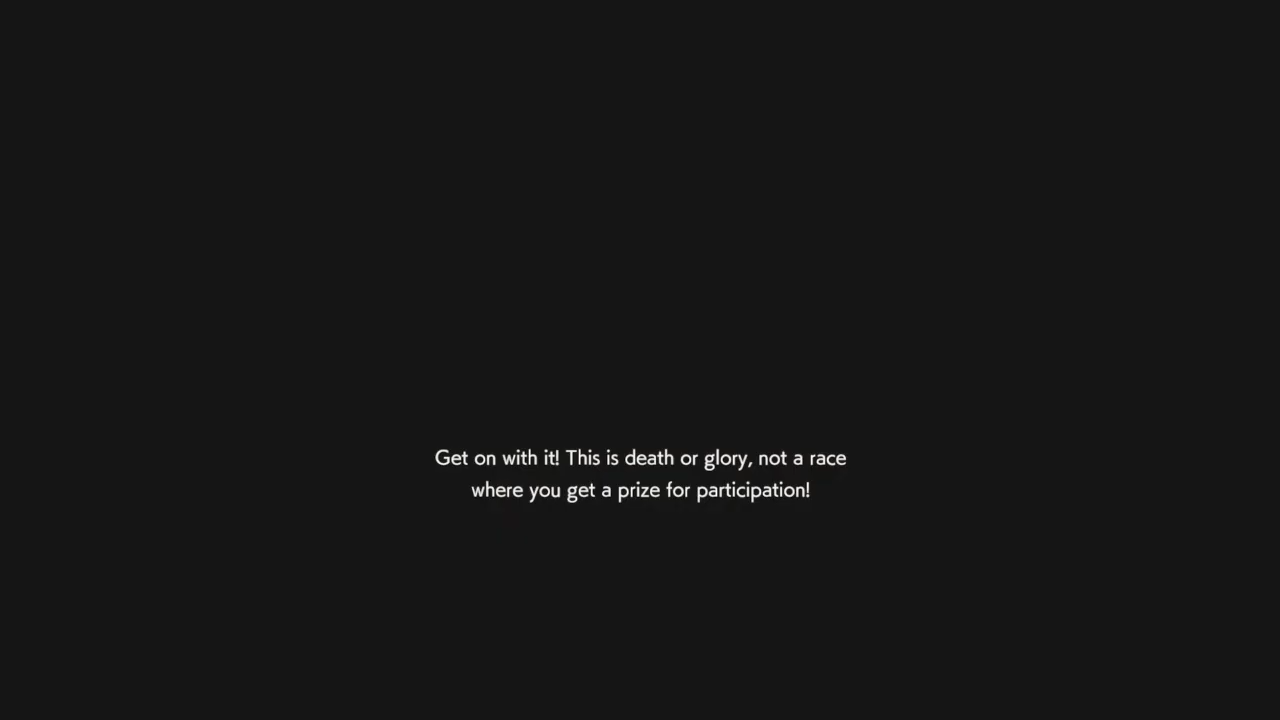 Get on with it! This is death or glory, not a race
where you get a prize for participation!